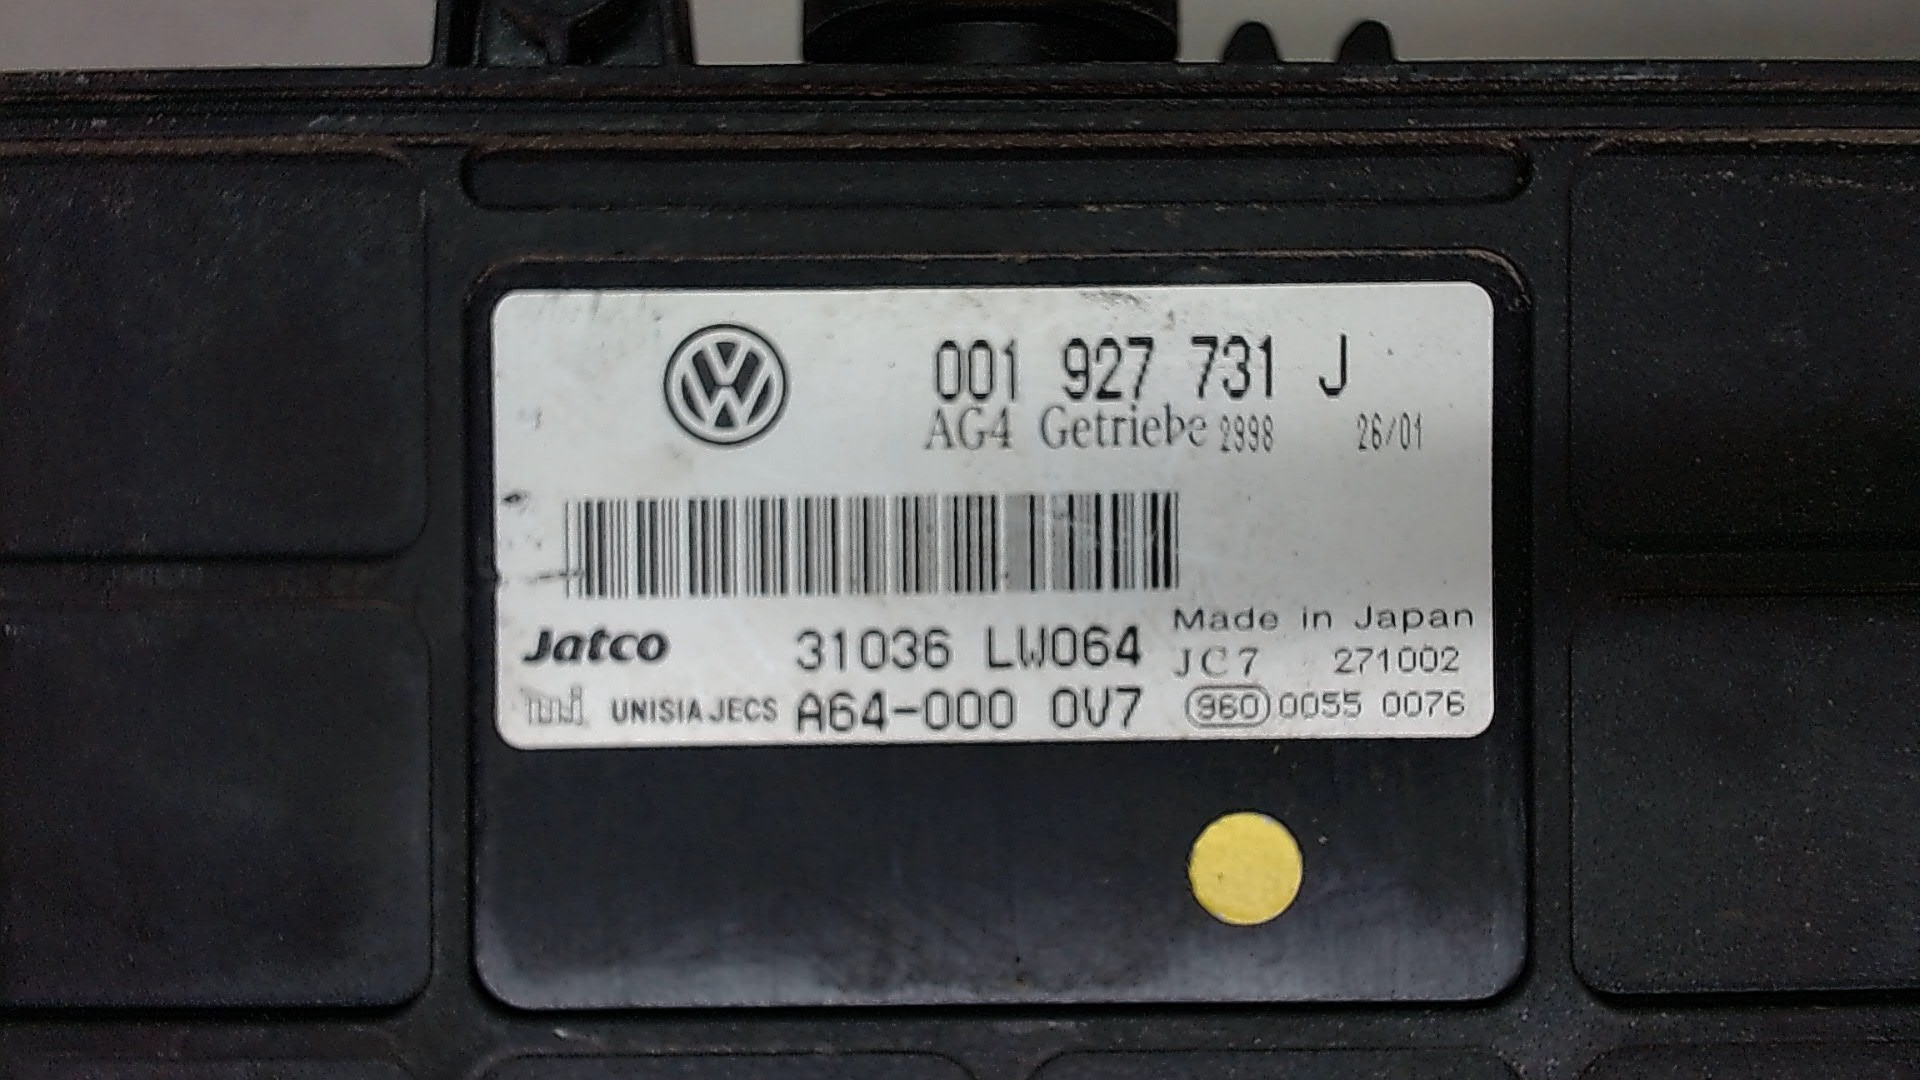 001 927 731 J
AG4 Getriebe 2998 26/01
Jatco 31036 LW064 Made in Japan
JC7 271002
UNISIA JECS A64-000 0V7 960 0055 0076